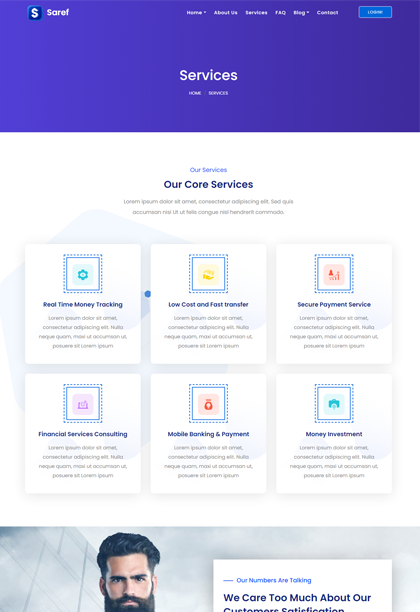 S Saref
Home About Us Services FAQ Blog Contact LOGIN!
Services
HOME / SERVICES
Our Services
Our Core Services
Lorem ipsum dolor sit amet, consectetur adipiscing elit. Sed quis
accumsan nisi Ut ut felis congue nisl hendrerit commodo.
Real Time Money Tracking
Lorem ipsum dolor sit amet,
consectetur adipiscing elit. Nulla
neque quam, maxi ut accumsan ut,
posuere sit Lorem ipsum
Low Cost and Fast transfer
Lorem ipsum dolor sit amet,
consectetur adipiscing elit. Nulla
neque quam, maxi ut accumsan ut,
posuere sit Lorem ipsum
Secure Payment Service
Lorem ipsum dolor sit amet,
consectetur adipiscing elit. Nulla
neque quam, maxi ut accumsan ut,
posuere sit Lorem ipsum
Financial Services Consulting
Lorem ipsum dolor sit amet,
consectetur adipiscing elit. Nulla
neque quam, maxi ut accumsan ut,
posuere sit Lorem ipsum
Mobile Banking & Payment
Lorem ipsum dolor sit amet,
consectetur adipiscing elit. Nulla
neque quam, maxi ut accumsan ut,
posuere sit Lorem ipsum
Money Investment
Lorem ipsum dolor sit amet,
consectetur adipiscing elit. Nulla
neque quam, maxi ut accumsan ut,
posuere sit Lorem ipsum
Our Numbers Are Talking
We Care Too Much About Our
Customers Satisfication